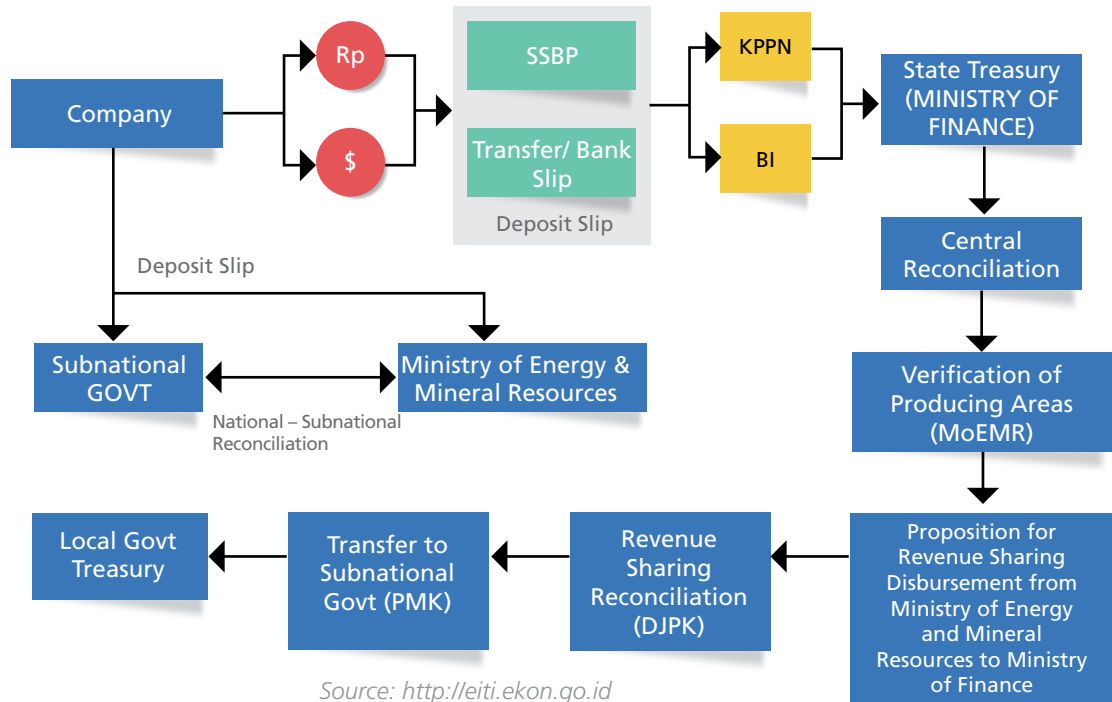 Company
Rp
$
SSBP
Transfer/ Bank
Slip
Deposit Slip
KPPN
BI
State Treasury
(MINISTRY OF
FINANCE)
Central
Reconciliation
Deposit Slip
Subnational
GOVT
Ministry of Energy &
Mineral Resources
National – Subnational
Reconciliation
Verification of
Producing Areas
(MoEMR)
Local Govt
Treasury
Transfer to
Subnational
Govt (PMK)
Revenue
Sharing
Reconciliation
(DJPK)
Proposition for
Revenue Sharing
Disbursement from
Ministry of Energy
and Mineral
Resources to Ministry
of Finance
Source: http://eiti.ekon.go.id